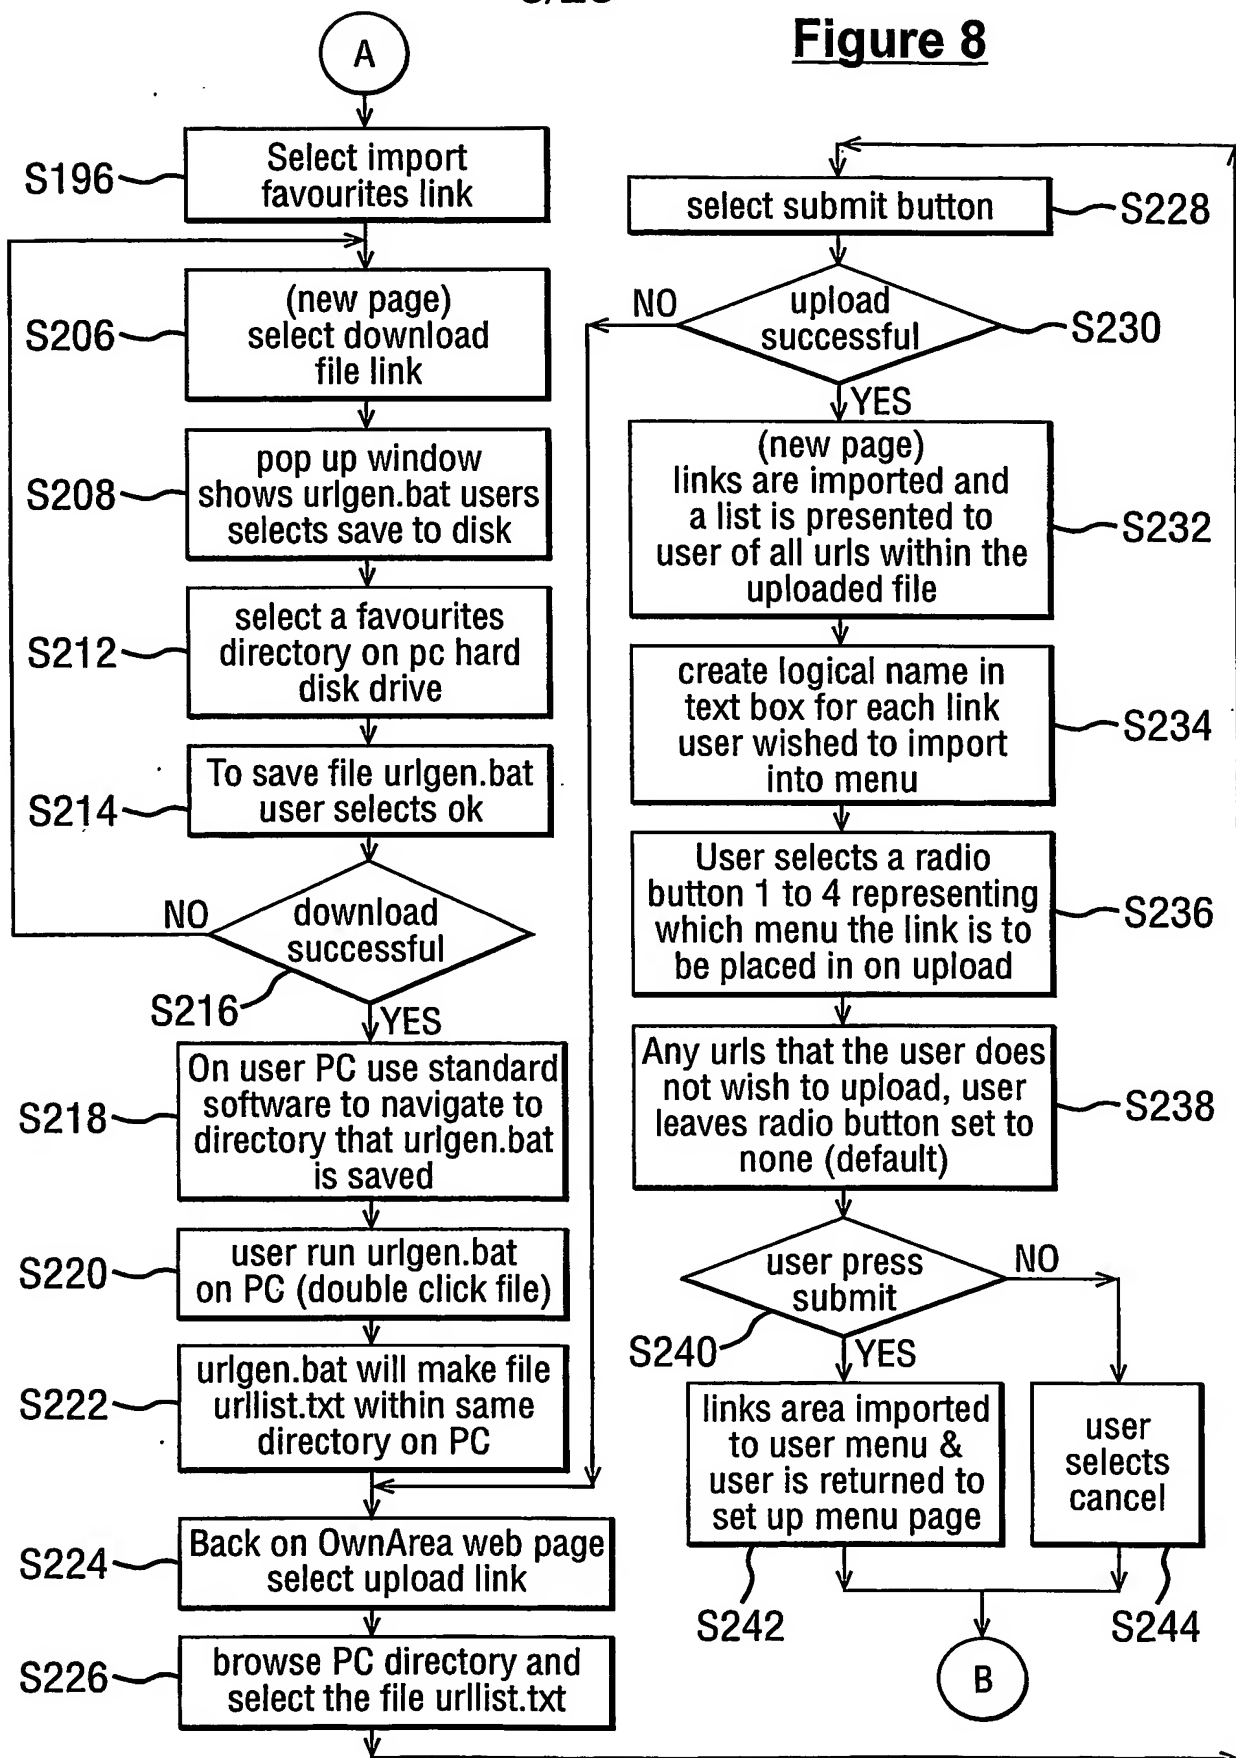 Figure 8
A
S196
Select import
favourites link
S206
(new page)
select download
file link
S208
pop up window
shows urlgen.bat users
selects save to disk
S212
select a favourites
directory on pc hard
disk drive
S214
To save file urlgen.bat
user selects ok
NO
download
successful
S216
YES
S218
On user PC use standard
software to navigate to
directory that urlgen.bat
is saved
S220
user run urlgen.bat
on PC (double click file)
S222
urlgen.bat will make file
urllist.txt within same
directory on PC
S224
Back on OwnArea web page
select upload link
S226
browse PC directory and
select the file urllist.txt
select submit button
S228
NO
upload
successful
S230
YES
(new page)
links are imported and
a list is presented to
user of all urls within the
uploaded file
S232
create logical name in
text box for each link
user wished to import
into menu
S234
User selects a radio
button 1 to 4 representing
which menu the link is to
be placed in on upload
S236
Any urls that the user does
not wish to upload, user
leaves radio button set to
none (default)
S238
user press
submit
NO
S240
YES
links area imported
to user menu &
user is returned to
set up menu page
user
selects
cancel
S242
S244
B